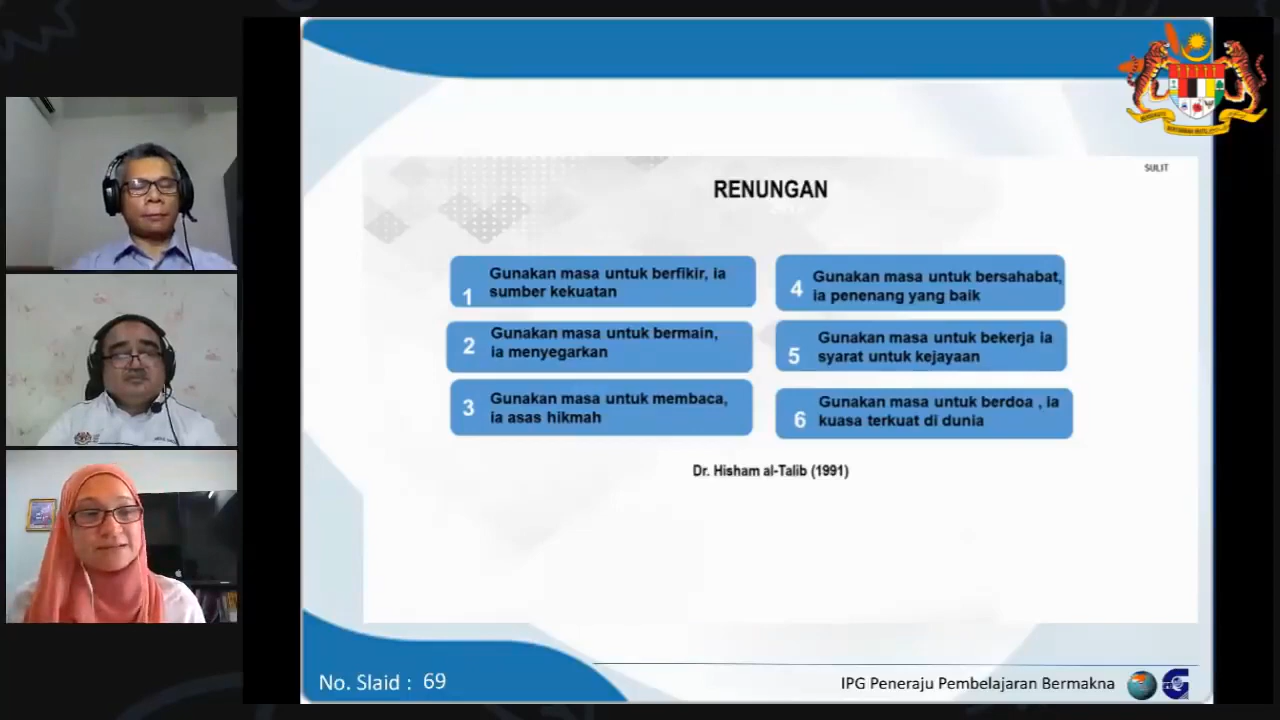 SULIT
RENUNGAN
1
Gunakan masa untuk berfikir, ia
sumber kekuatan
2
Gunakan masa untuk bermain,
ia menyegarkan
3
Gunakan masa untuk membaca,
ia asas hikmah
4
Gunakan masa untuk bersahabat,
ia penenang yang baik
5
Gunakan masa untuk bekerja ia
syarat untuk kejayaan
6
Gunakan masa untuk berdoa , ia
kuasa terkuat di dunia
Dr. Hisham al-Talib (1991)
No. Slaid : 69
IPG Peneraju Pembelajaran Bermakna